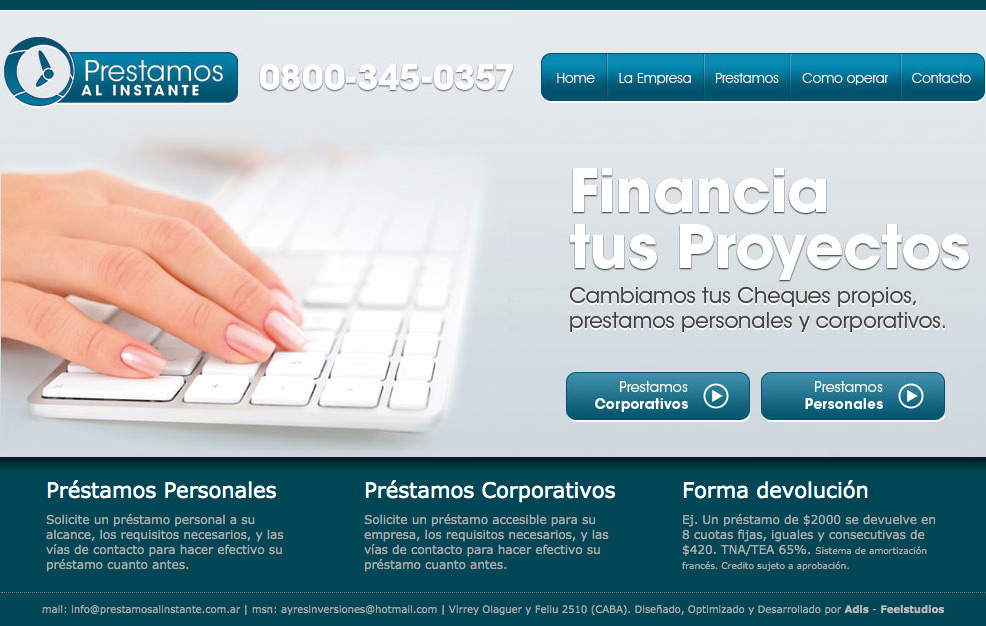 Prestamos
AL INSTANTE
0800-345-0357
Home
La Empresa
Prestamos
Como operar
Contacto
Financia
tus Proyectos
Cambiamos tus Cheques propios,
prestamos personales y corporativos.
Prestamos
Corporativos
Prestamos
Personales
Préstamos Personales
Solicite un préstamo personal a su
alcance, los requisitos necesarios, y las
vías de contacto para hacer efectivo su
préstamo cuanto antes.
Préstamos Corporativos
Solicite un préstamo accesible para su
empresa, los requisitos necesarios, y las
vías de contacto para hacer efectivo su
préstamo cuanto antes.
Forma devolución
Ej. Un préstamo de $2000 se devuelve en
8 cuotas fijas, iguales y consecutivas de
$420. TNA/TEA 65%. Sistema de amortización
francés. Credito sujeto a aprobación.
mail: info@prestamosalinstante.com.ar | msn: ayresinversiones@hotmail.com | Virrey Olaguer y Feliu 2510 (CABA). Diseñado, Optimizado y Desarrollado por Adis - Feelstudios